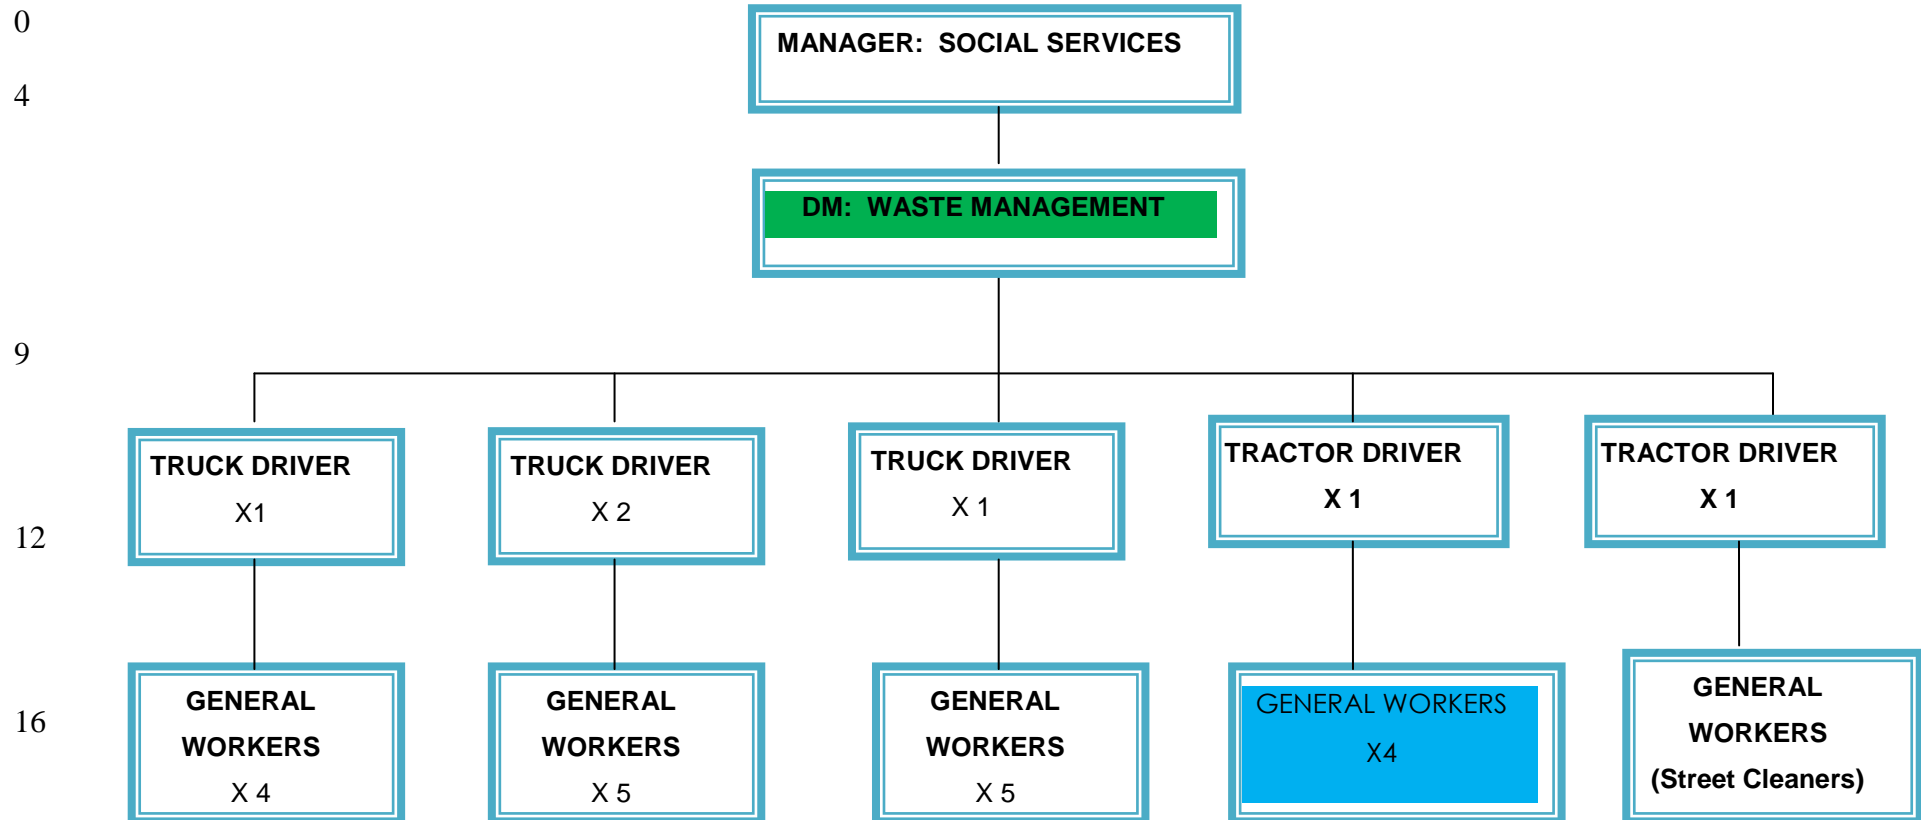 0
MANAGER: SOCIAL SERVICES
4
DM: WASTE MANAGEMENT
9
TRUCK DRIVER
X1
TRUCK DRIVER
X 2
TRUCK DRIVER
X 1
TRACTOR DRIVER
X 1
TRACTOR DRIVER
X 1
12
GENERAL
WORKERS
X 4
GENERAL
WORKERS
X 5
GENERAL
WORKERS
X 5
GENERAL WORKERS
X4
GENERAL
WORKERS
(Street Cleaners)
16